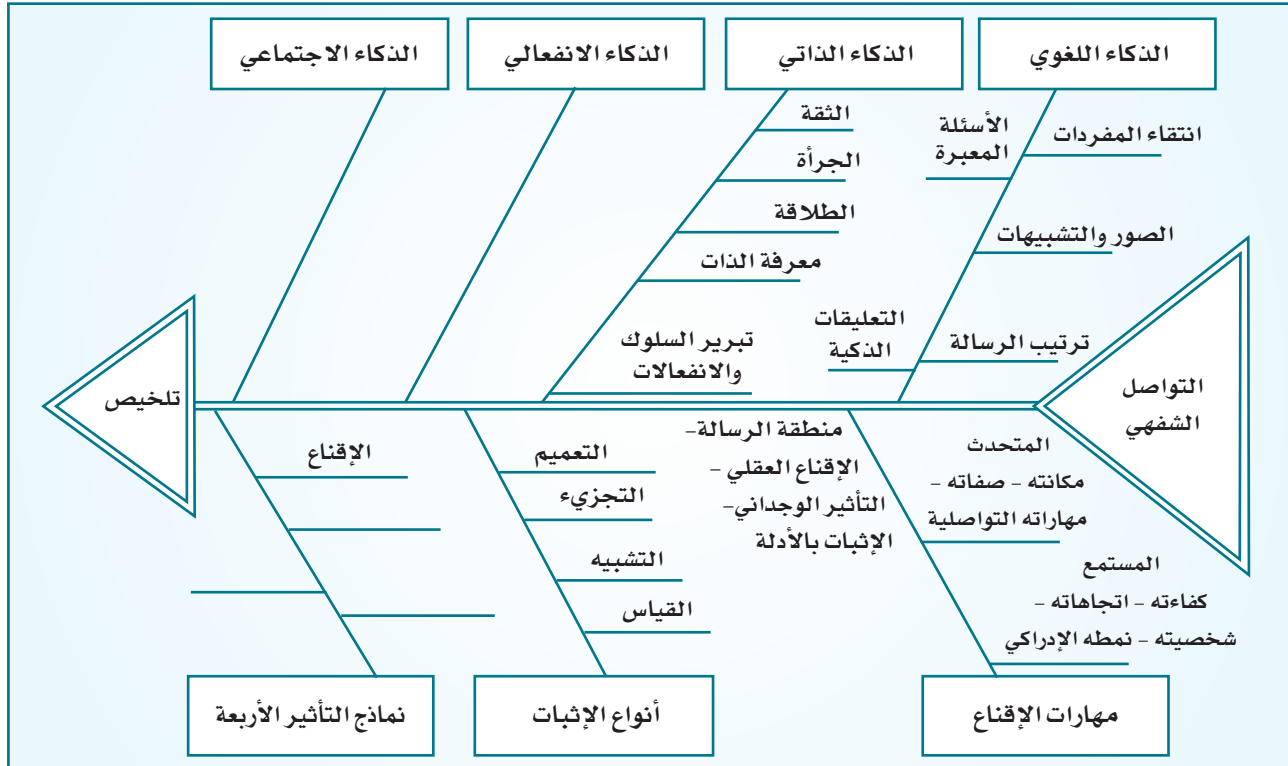 الذكاء اللغوي
الذكاء الذاتي
الذكاء الانفعالي
الذكاء الاجتماعي
انتقاء المفردات
الأسئلة
المعبرة
الصور والتشبيهات
ترتيب الرسالة
التعليقات
الذكية
الثقة
الجرأة
الطلاقة
معرفة الذات
تبرير السلوك
والانفعالات
التواصل
الشفهي
تلخيص
المتحدث
مكانته - صفاته -
مهاراته التواصلية
المستمع
كفاءته - اتجاهاته -
شخصيته - نمطه الإدراكي
منطقة الرسالة-
الإقناع العقلي -
التأثير الوجداني-
الإثبات بالأدلة
التعميم
التجزيء
التشبيه
القياس
الإقناع
مهارات الإقناع
أنواع الإثبات
نماذج التأثير الأربعة